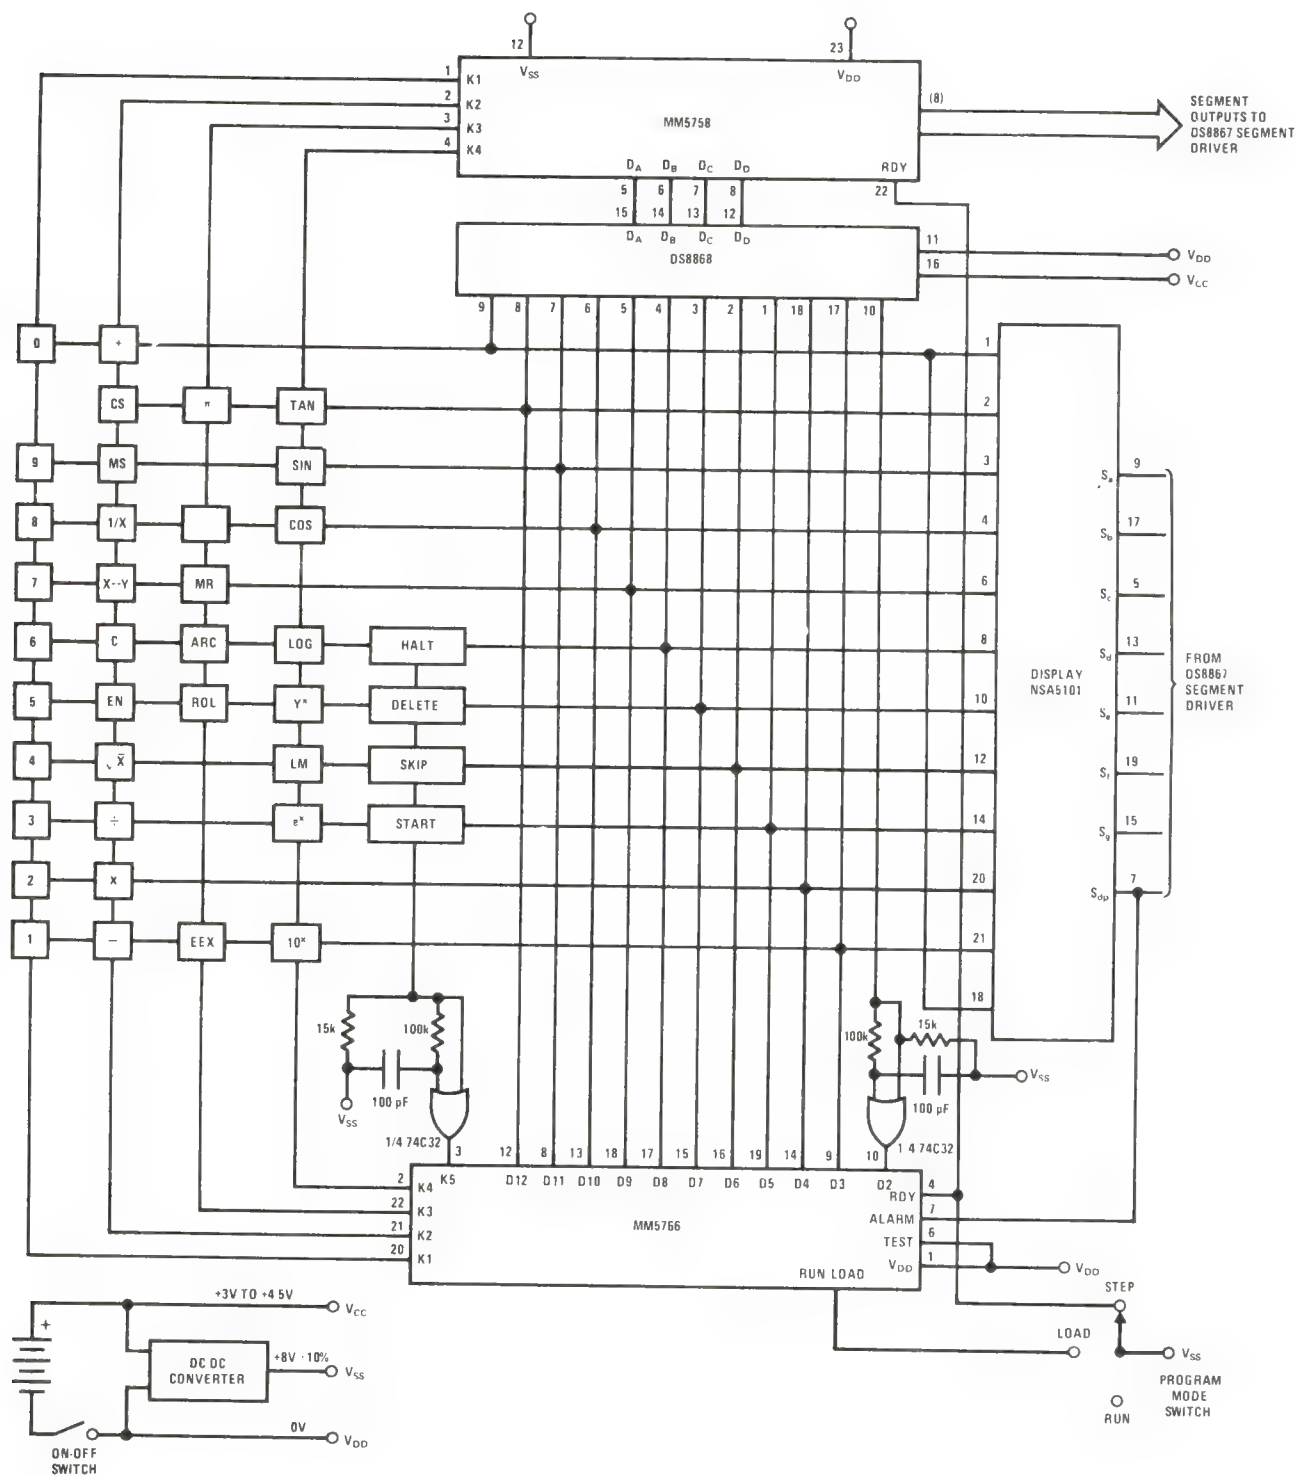 12
23
VSS
VDD
1 K1
2 K2
3 K3
4 K4
MM5758
(8)
SEGMENT
OUTPUTS TO
DS8867 SEGMENT
DRIVER
DA DB DC DD
RDY
5 6 7 8
22
15 14 13 12
DA DB DC DD
DS8868
11 VDD
16 VCC
9 8 7 6 5 4 3 2 1 18 17 10
0 + 1
CS π TAN 2
9 MS SIN 3
8 1/X COS 4
7 X--Y MR 6
6 C ARC LOG HALT 8
5 EN ROL Yx DELETE 10
4 √X LM SKIP 12
3 ÷ ex START 14
2 X 20
1 — EEX 10x 21
18
DISPLAY
NSA5101
Sa 9
Sb 17
Sc 5
Sd 13
Se 11
Sf 19
Sg 15
Sdp 7
FROM
DS8867
SEGMENT
DRIVER
15k
100k
100 pF
VSS
1/4 74C32
100k
15k
VSS
100 pF
1 4 74C32
3 12 8 13 18 17 15 16 19 14 9 10
K5 D12 D11 D10 D9 D8 D7 D6 D5 D4 D3 D2
2 K4
22 K3
21 K2
20 K1
MM5766
RDY 4
ALARM 7
TEST 6
VDD 1
VDD
RUN LOAD
STEP
LOAD
VSS
PROGRAM
MODE
SWITCH
RUN
+3V TO +4 5V
VCC
+
DC DC
CONVERTER
+8V · 10%
VSS
0V
VDD
ON-OFF
SWITCH